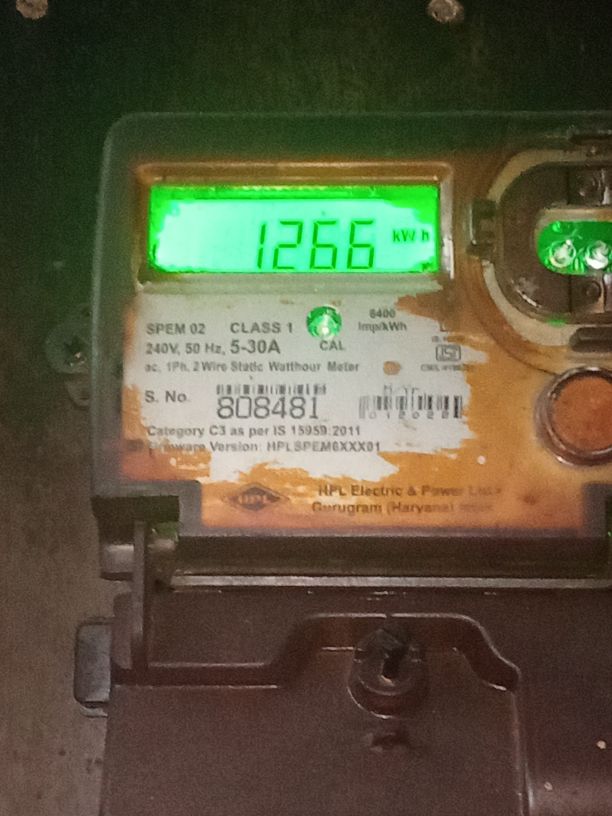 1266 kWh
SPEM 02 CLASS 1
6400
Imp/kWh
240V, 50 Hz, 5-30A CAL
ac, 1Ph. 2 Wire Static Watthour Meter
S. No. 808481
Category C3 as per IS 15959:2011
Firmware Version: HPLSPEM6XXX01
HPL
HPL Electric & Power
Gurugram (Haryana)